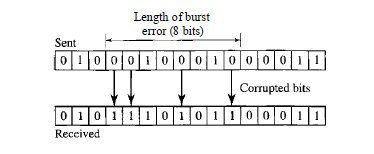 Length of burst
error (8 bits)
Sent
0 1 0 0 0 1 0 0 0 1 0 0 0 0 1 1
Corrupted bits
0 1 0 1 1 1 0 1 0 1 1 0 0 0 1 1
Received